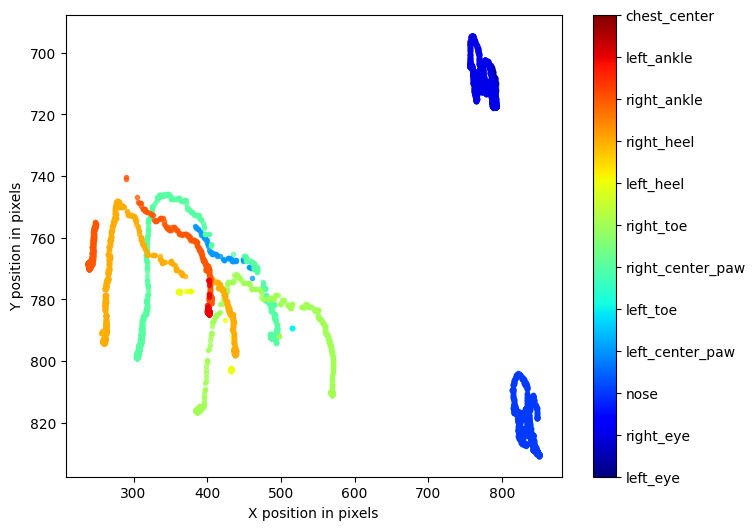 700
720
740
760
780
800
820
Y position in pixels
300
400
500
600
700
800
X position in pixels
chest_center
left_ankle
right_ankle
right_heel
left_heel
right_toe
right_center_paw
left_toe
left_center_paw
nose
right_eye
left_eye